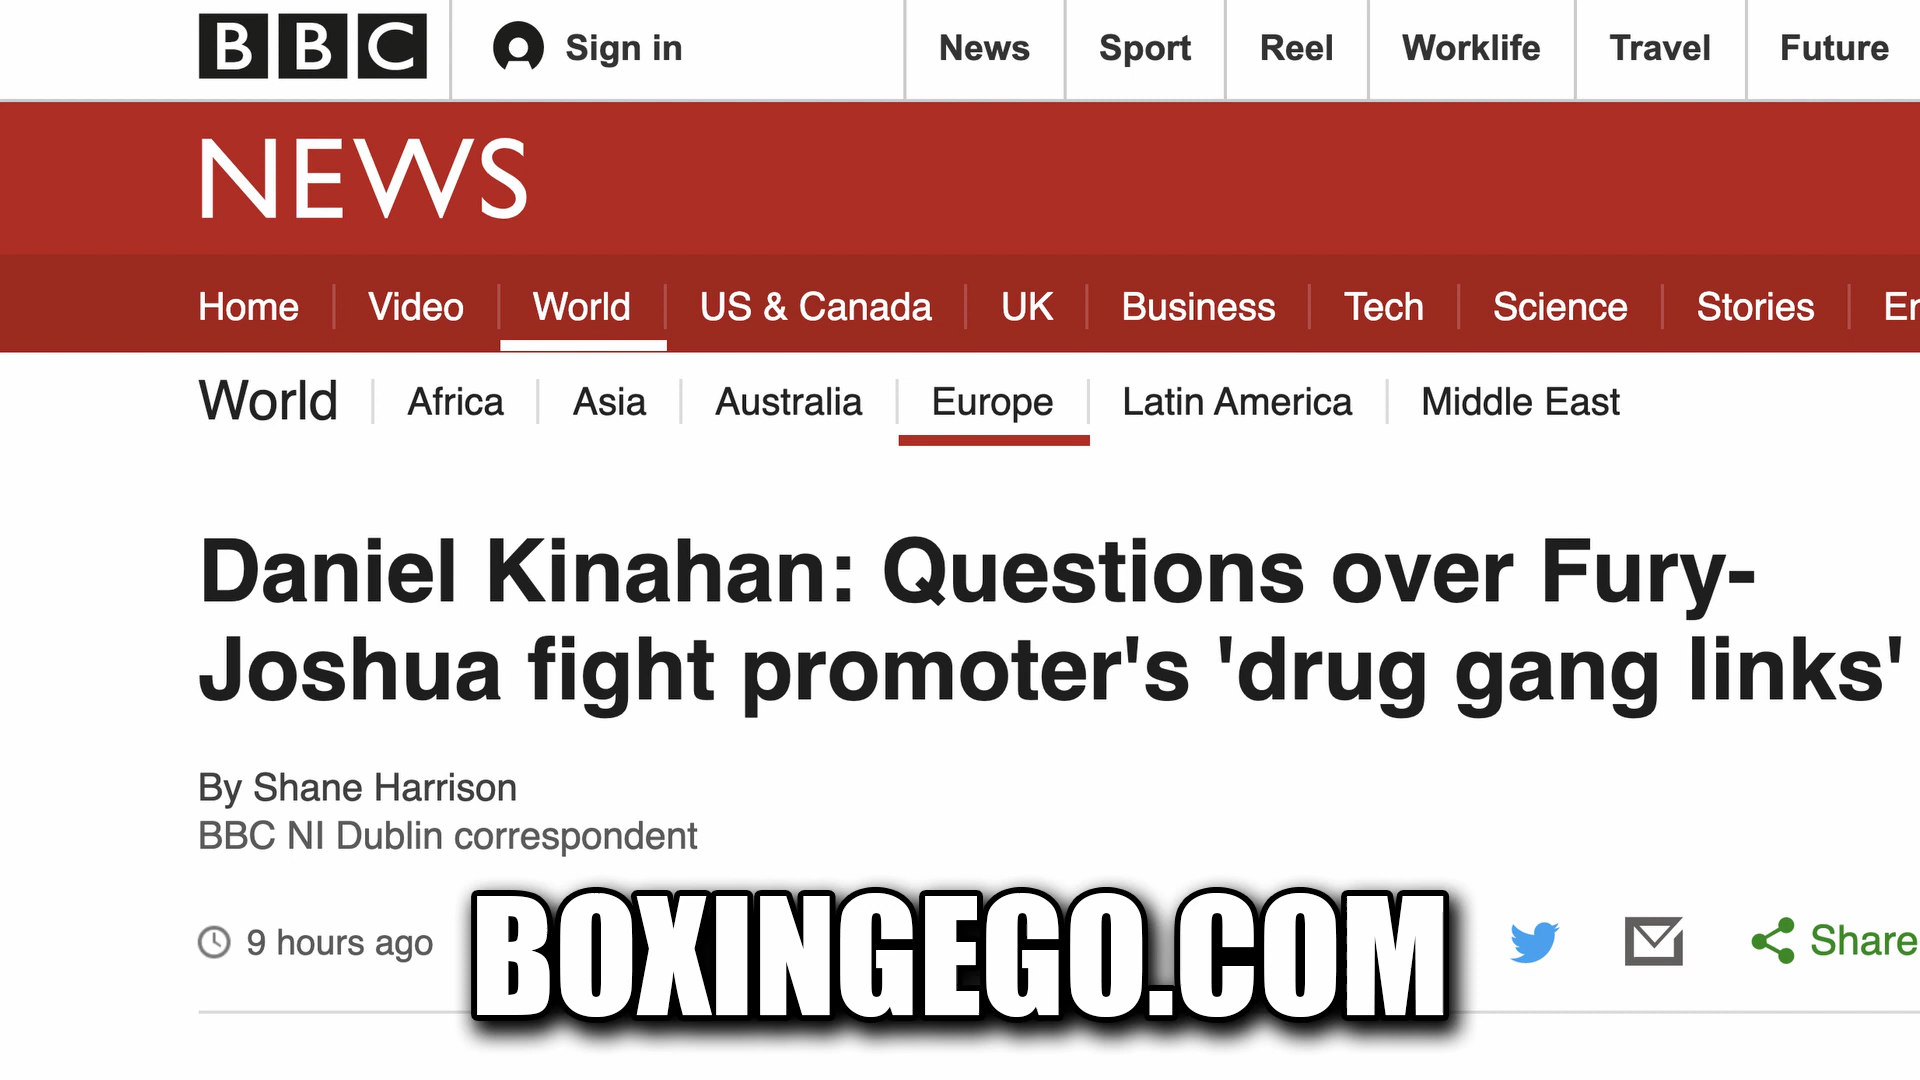 BBC Sign in News Sport Reel Worklife Travel Future
NEWS
Home Video World US & Canada UK Business Tech Science Stories
World Africa Asia Australia Europe Latin America Middle East
Daniel Kinahan: Questions over Fury-
Joshua fight promoter's 'drug gang links'
By Shane Harrison
BBC NI Dublin correspondent
9 hours ago Share
BOXINGEGO.COM